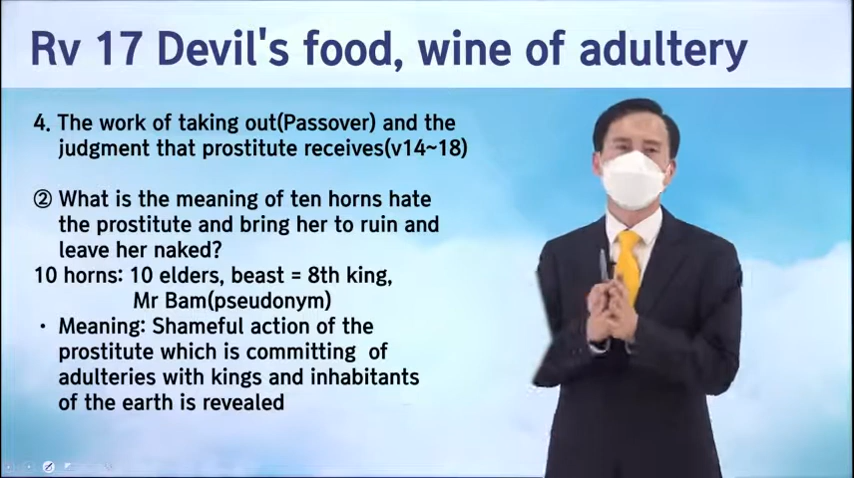 Rv 17 Devil's food, wine of adultery
4. The work of taking out(Passover) and the
judgment that prostitute receives(v14~18)
② What is the meaning of ten horns hate
the prostitute and bring her to ruin and
leave her naked?
10 horns: 10 elders, beast = 8th king,
Mr Bam(pseudonym)
· Meaning: Shameful action of the
prostitute which is committing of
adulteries with kings and inhabitants
of the earth is revealed